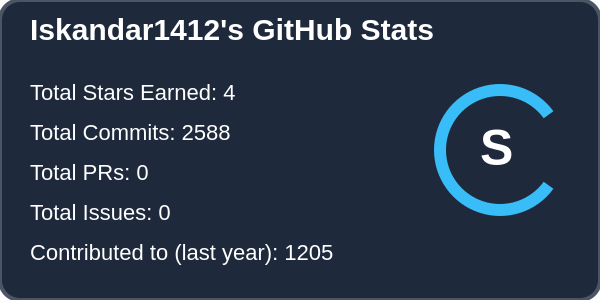 Iskandar1412's GitHub Stats
Total Stars Earned: 4
Total Commits: 2588
Total PRs: 0
Total Issues: 0
Contributed to (last year): 1205
S